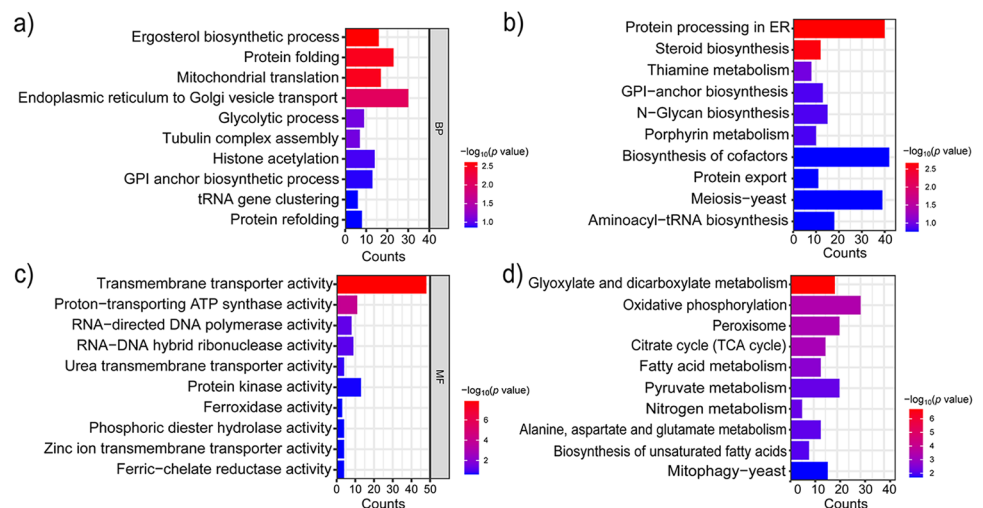 a)
Ergosterol biosynthetic process
Protein folding
Mitochondrial translation
Endoplasmic reticulum to Golgi vesicle transport
Glycolytic process
Tubulin complex assembly
Histone acetylation
GPI anchor biosynthetic process
tRNA gene clustering
Protein refolding
0 10 20 30 40
Counts
BP
−log10(p value)
2.5
2.0
1.5
1.0
b)
Protein processing in ER
Steroid biosynthesis
Thiamine metabolism
GPI−anchor biosynthesis
N−Glycan biosynthesis
Porphyrin metabolism
Biosynthesis of cofactors
Protein export
Meiosis−yeast
Aminoacyl−tRNA biosynthesis
0 10 20 30 40
Counts
−log10(p value)
2.5
2.0
1.5
1.0
c)
Transmembrane transporter activity
Proton−transporting ATP synthase activity
RNA−directed DNA polymerase activity
RNA−DNA hybrid ribonuclease activity
Urea transmembrane transporter activity
Protein kinase activity
Ferroxidase activity
Phosphoric diester hydrolase activity
Zinc ion transmembrane transporter activity
Ferric−chelate reductase activity
0 10 20 30 40 50
Counts
MF
−log10(p value)
6
4
2
d)
Glyoxylate and dicarboxylate metabolism
Oxidative phosphorylation
Peroxisome
Citrate cycle (TCA cycle)
Fatty acid metabolism
Pyruvate metabolism
Nitrogen metabolism
Alanine, aspartate and glutamate metabolism
Biosynthesis of unsaturated fatty acids
Mitophagy−yeast
0 10 20 30 40
Counts
−log10(p value)
6
5
4
3
2